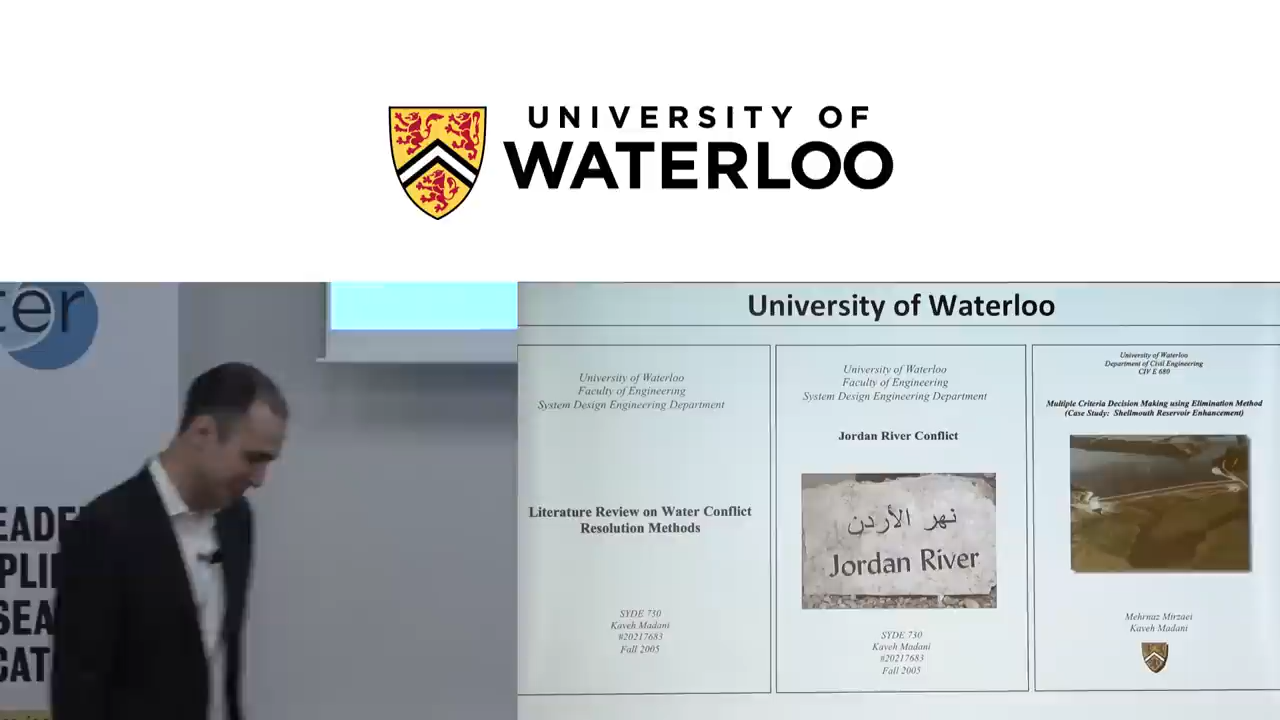 UNIVERSITY OF
WATERLOO
ter
University of Waterloo
University of Waterloo
Faculty of Engineering
System Design Engineering Department
Literature Review on Water Conflict
Resolution Methods
SYDE 730
Kaveh Madani
#20217683
Fall 2005
University of Waterloo
Faculty of Engineering
System Design Engineering Department
Jordan River Conflict
نهر الأردن
Jordan River
SYDE 730
Kaveh Madani
#20217683
Fall 2005
University of Waterloo
Department of Civil Engineering
CIV E 680
Multiple Criteria Decision Making using Elimination Method
(Case Study: Shellmouth Reservoir Enhancement)
Mehrnaz Mirzaei
Kaveh Madani